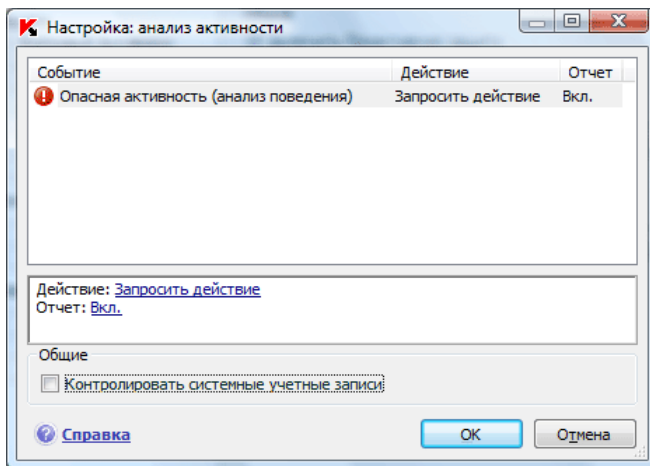 Настройка: анализ активности
Событие Действие Отчет
Опасная активность (анализ поведения) Запросить действие Вкл.
Действие: Запросить действие
Отчет: Вкл.
Общие
Контролировать системные учетные записи
Справка OK Отмена